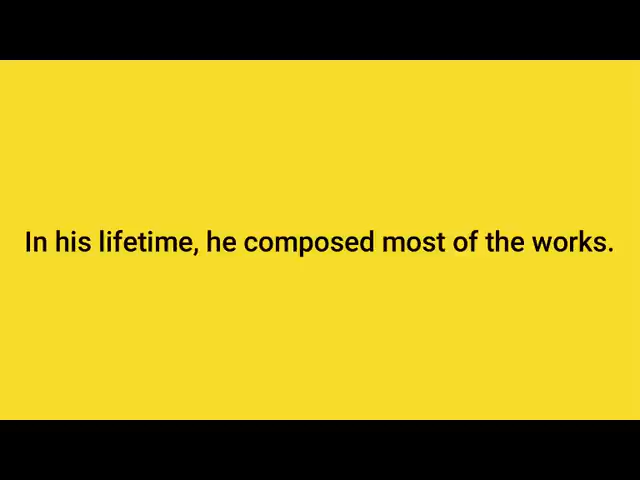 In his lifetime, he composed most of the works.